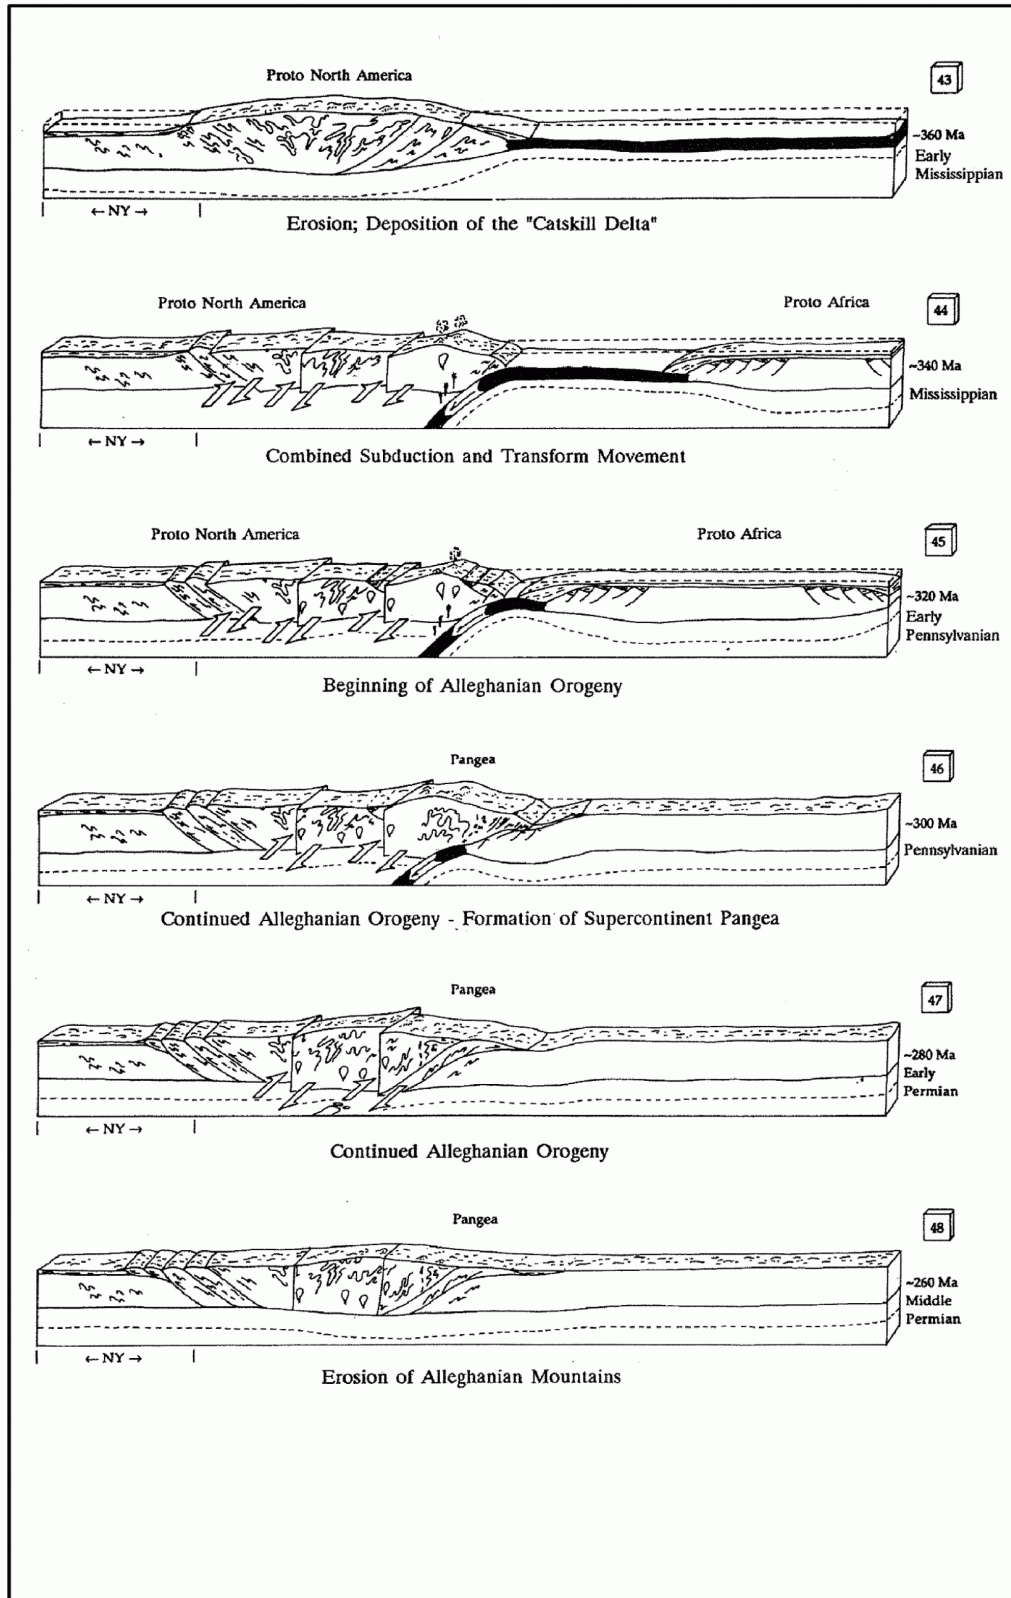 Proto North America
43
~360 Ma
Early
Mississippian
← NY →
Erosion; Deposition of the "Catskill Delta"
Proto North America
Proto Africa
44
~340 Ma
Mississippian
← NY →
Combined Subduction and Transform Movement
Proto North America
Proto Africa
45
~320 Ma
Early
Pennsylvanian
← NY →
Beginning of Alleghanian Orogeny
Pangea
46
~300 Ma
Pennsylvanian
← NY →
Continued Alleghanian Orogeny - Formation of Supercontinent Pangea
Pangea
47
~280 Ma
Early
Permian
← NY →
Continued Alleghanian Orogeny
Pangea
48
~260 Ma
Middle
Permian
← NY →
Erosion of Alleghanian Mountains